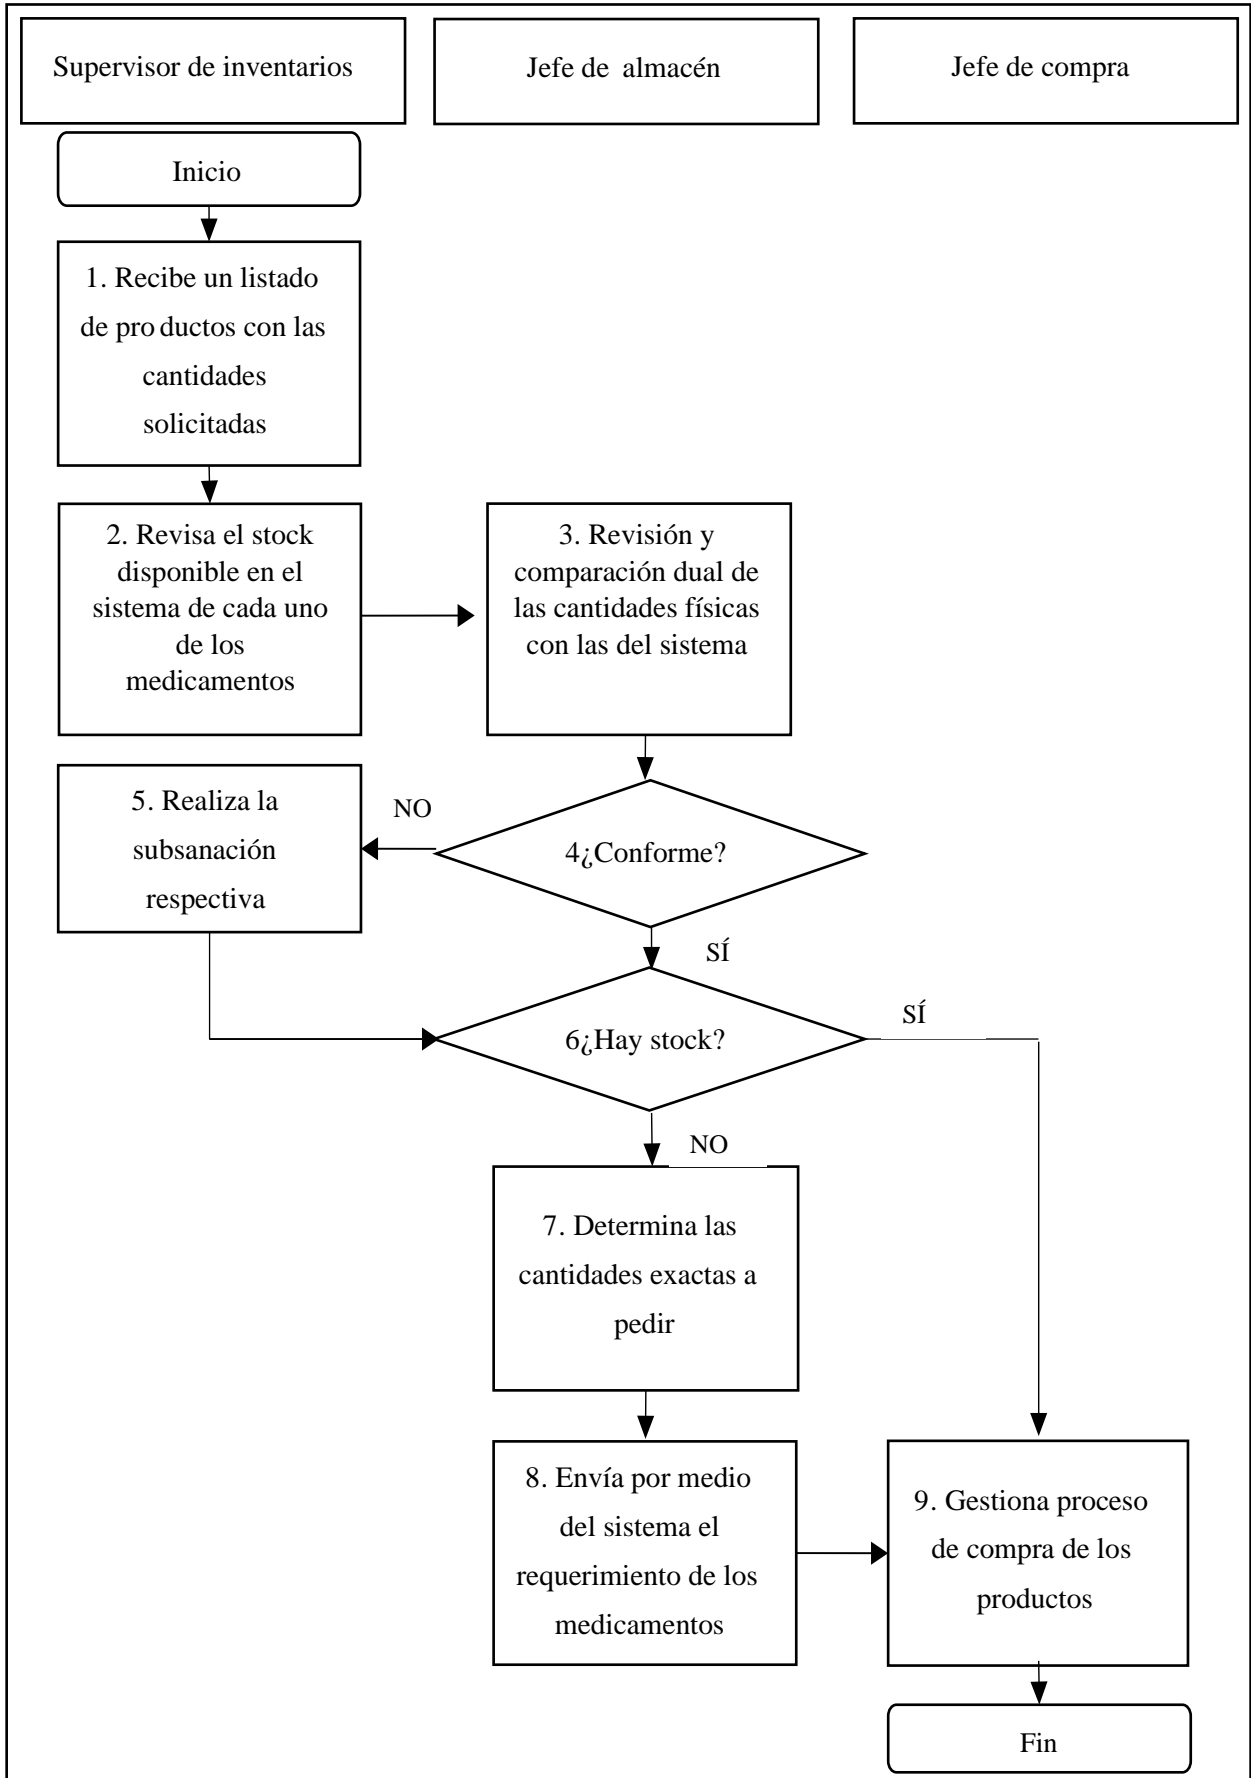 Supervisor de inventarios
Jefe de almacén
Jefe de compra
Inicio
1. Recibe un listado
de pro ductos con las
cantidades
solicitadas
2. Revisa el stock
disponible en el
sistema de cada uno
de los
medicamentos
3. Revisión y
comparación dual de
las cantidades físicas
con las del sistema
5. Realiza la
subsanación
respectiva
NO
4¿Conforme?
SÍ
6¿Hay stock?
SÍ
NO
7. Determina las
cantidades exactas a
pedir
8. Envía por medio
del sistema el
requerimiento de los
medicamentos
9. Gestiona proceso
de compra de los
productos
Fin